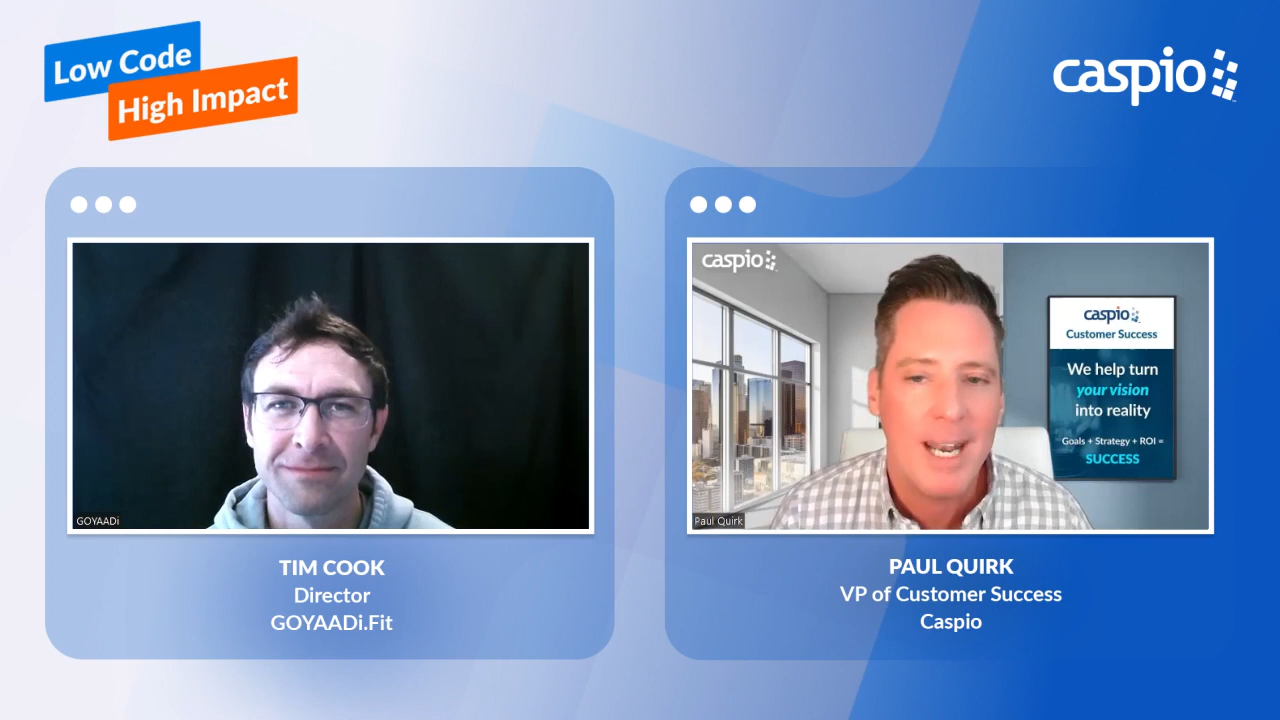 Low Code
High Impact
caspio
GOYAADi
TIM COOK
Director
GOYAADi.Fit
caspio
caspio
Customer Success
We help turn
your vision
into reality
Goals + Strategy + ROI =
SUCCESS
Paul Quirk
PAUL QUIRK
VP of Customer Success
Caspio